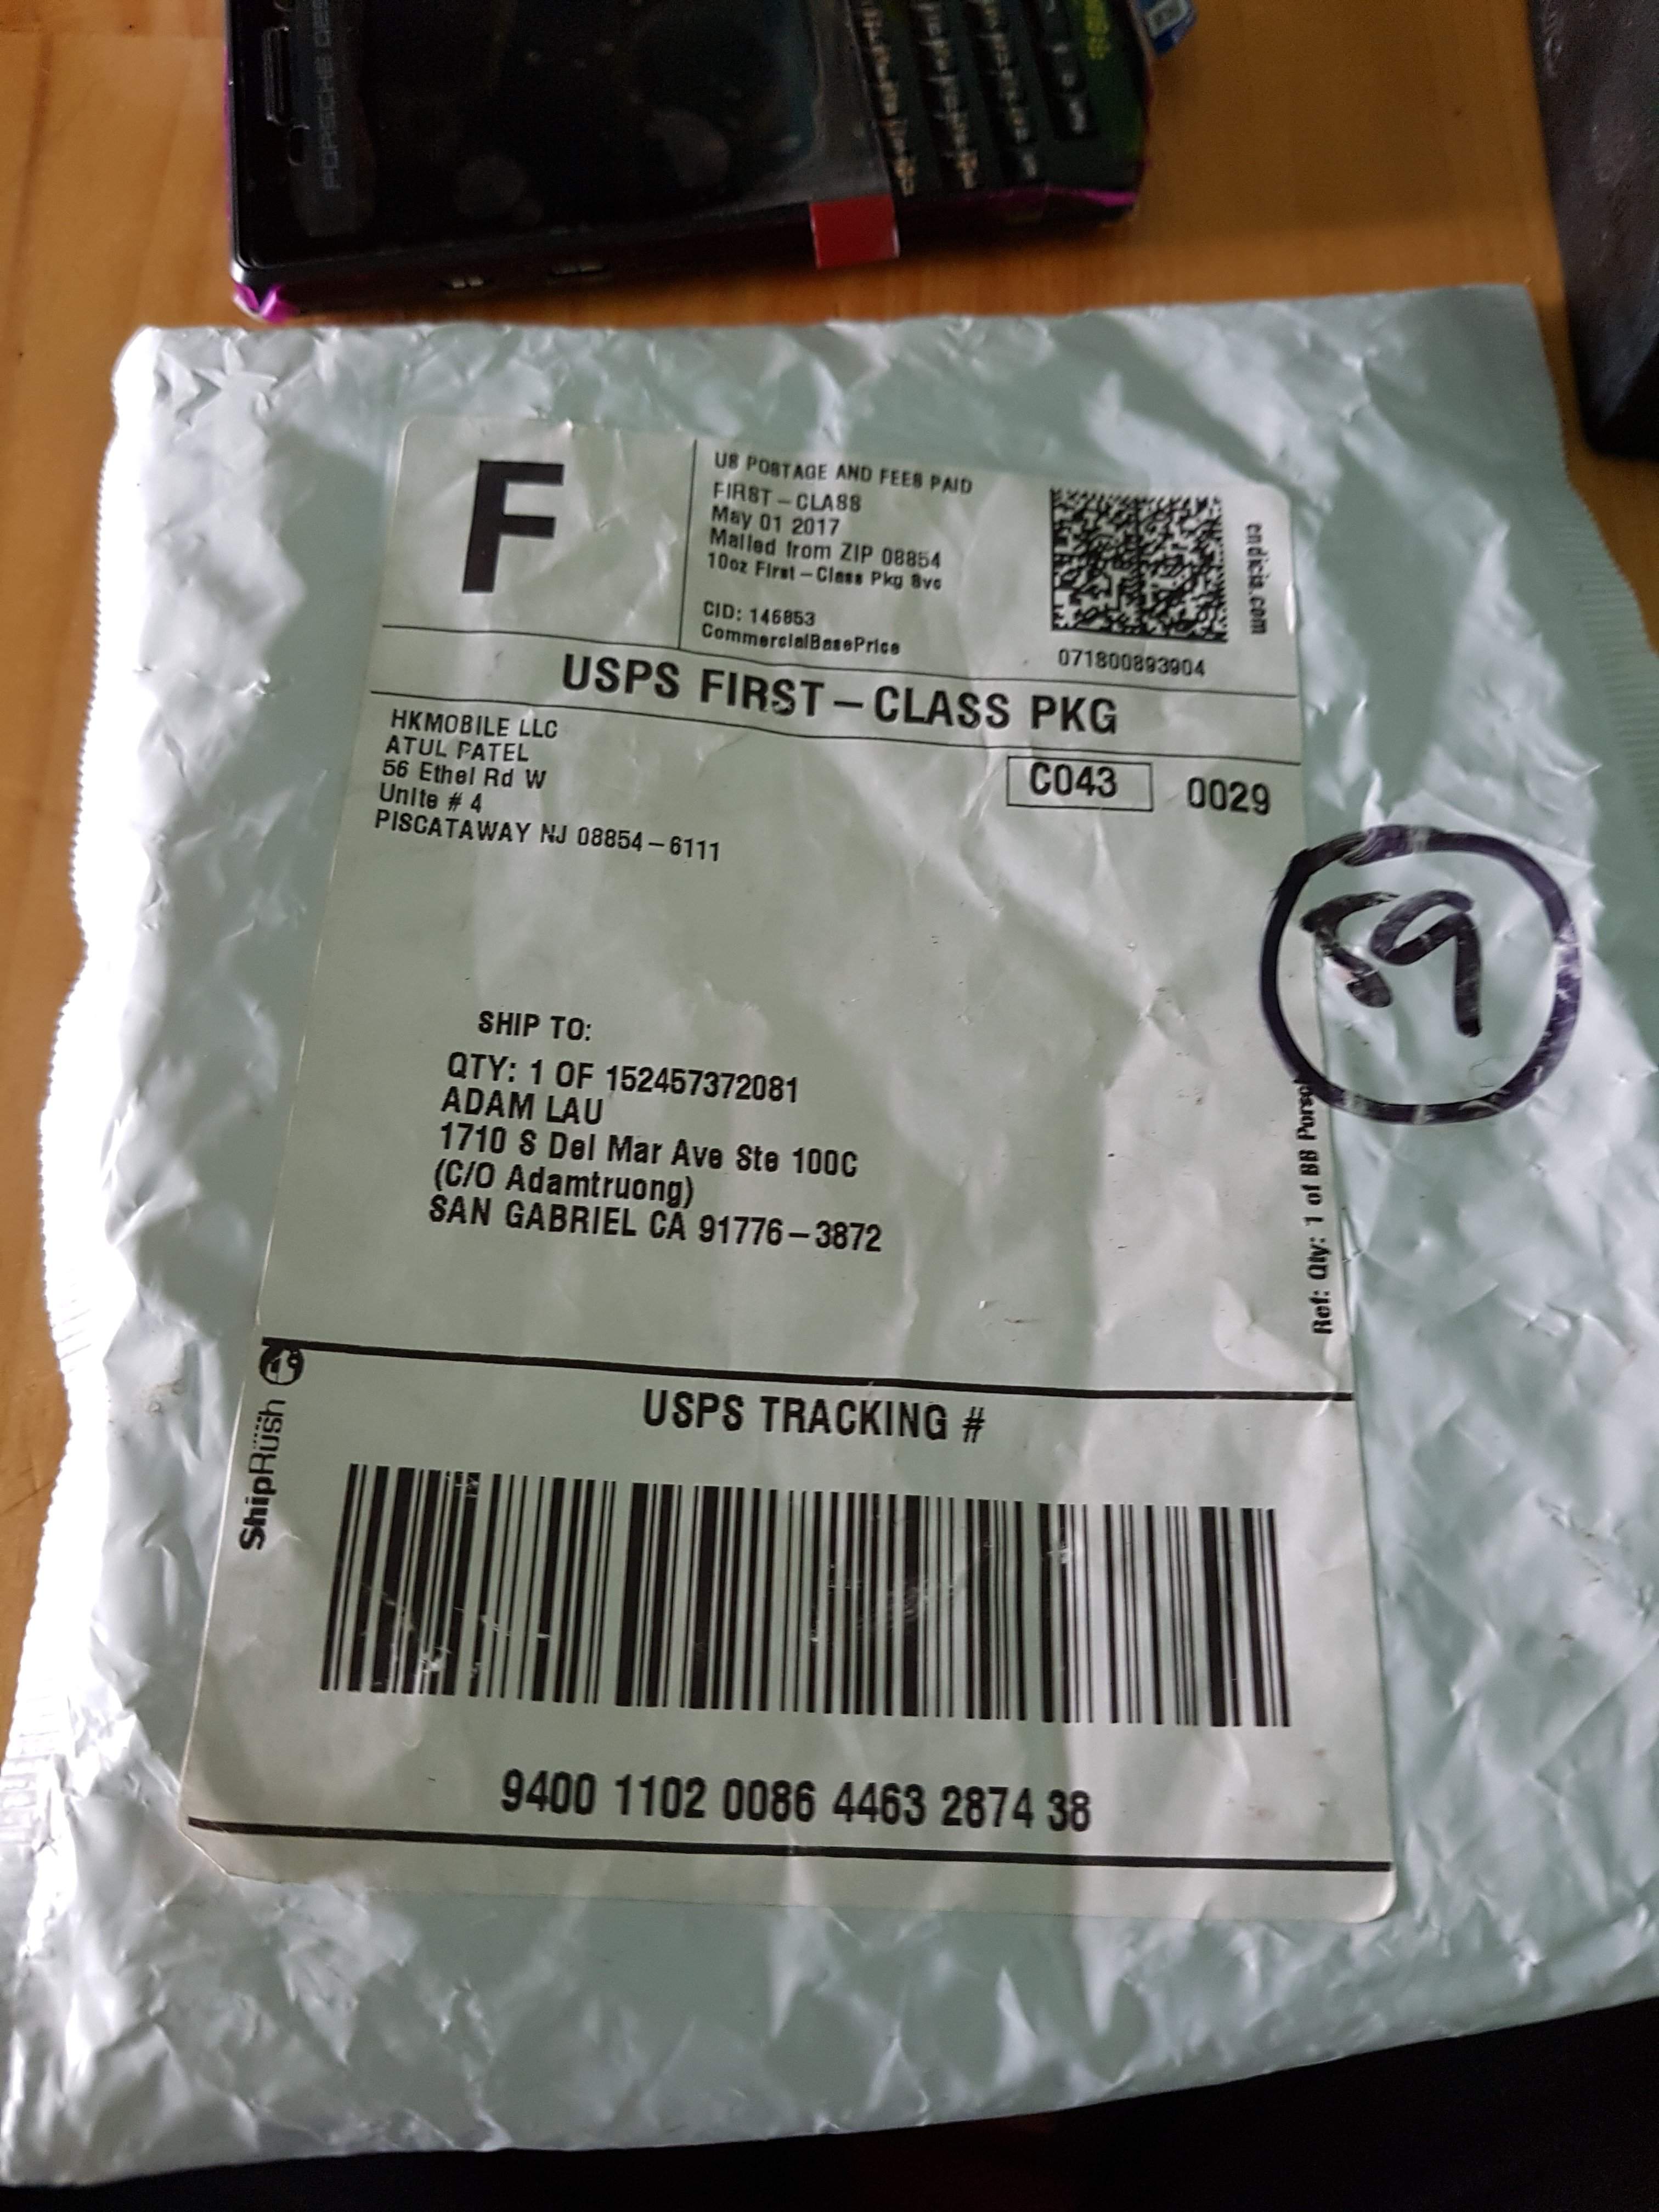 PORSCHE DES
F
US POSTAGE AND FEES PAID
FIRST-CLASS
May 01 2017
Mailed from ZIP 08854
10oz First-Class Pkg Svc
CID: 146853
CommercialBasePrice
endicia.com
071800893904
USPS FIRST-CLASS PKG
HKMOBILE LLC
ATUL PATEL
56 Ethel Rd W
Unite # 4
PISCATAWAY NJ 08854-6111
C043
0029
59
SHIP TO:
QTY: 1 OF 152457372081
ADAM LAU
1710 S Del Mar Ave Ste 100C
(C/O Adamtruong)
SAN GABRIEL CA 91776-3872
Ref: Qty: 1 of BB Porsc
ShipRush
USPS TRACKING #
9400 1102 0086 4463 2874 38